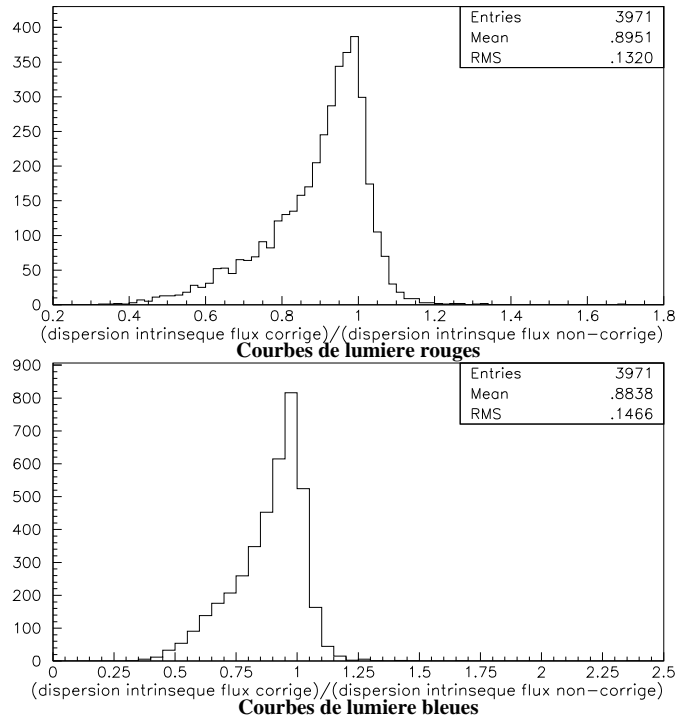 Entries 3971
Mean .8951
RMS .1320
400
350
300
250
200
150
100
50
0
0.2 0.4 0.6 0.8 1 1.2 1.4 1.6 1.8
(dispersion intrinseque flux corrige)/(dispersion intrinsque flux non-corrige)
Courbes de lumiere rouges
Entries 3971
Mean .8838
RMS .1466
900
800
700
600
500
400
300
200
100
0
0 0.25 0.5 0.75 1 1.25 1.5 1.75 2 2.25 2.5
(dispersion intrinseque flux corrige)/(dispersion intrinseque flux non-corrige)
Courbes de lumiere bleues